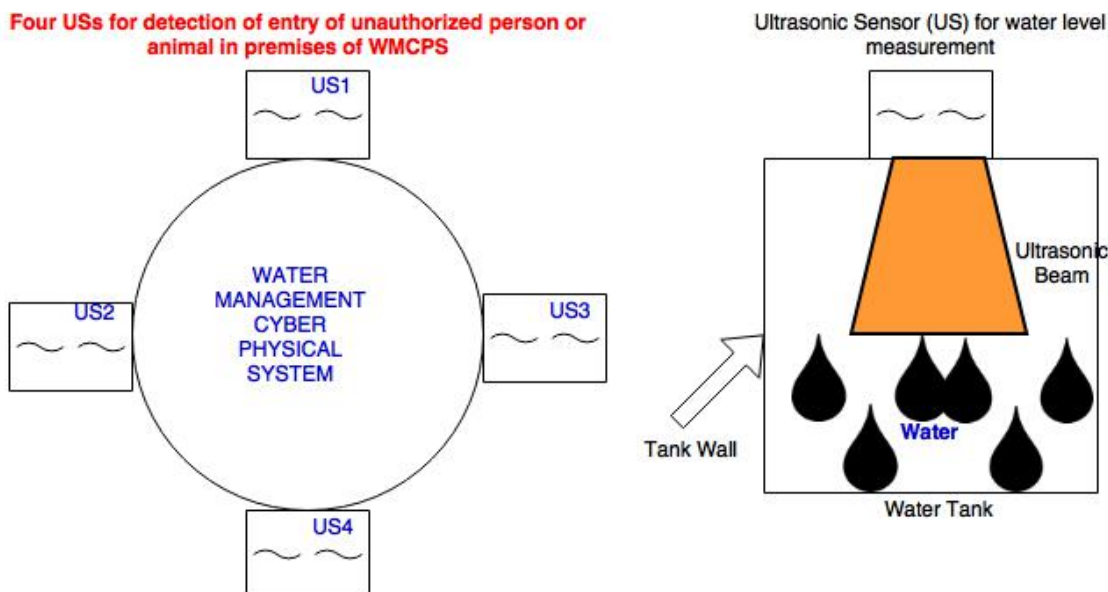 Four USs for detection of entry of unauthorized person or
animal in premises of WMCPS
US1
US2
WATER
MANAGEMENT
CYBER
PHYSICAL
SYSTEM
US3
US4
Ultrasonic Sensor (US) for water level
measurement
Ultrasonic
Beam
Tank Wall
Water
Water Tank